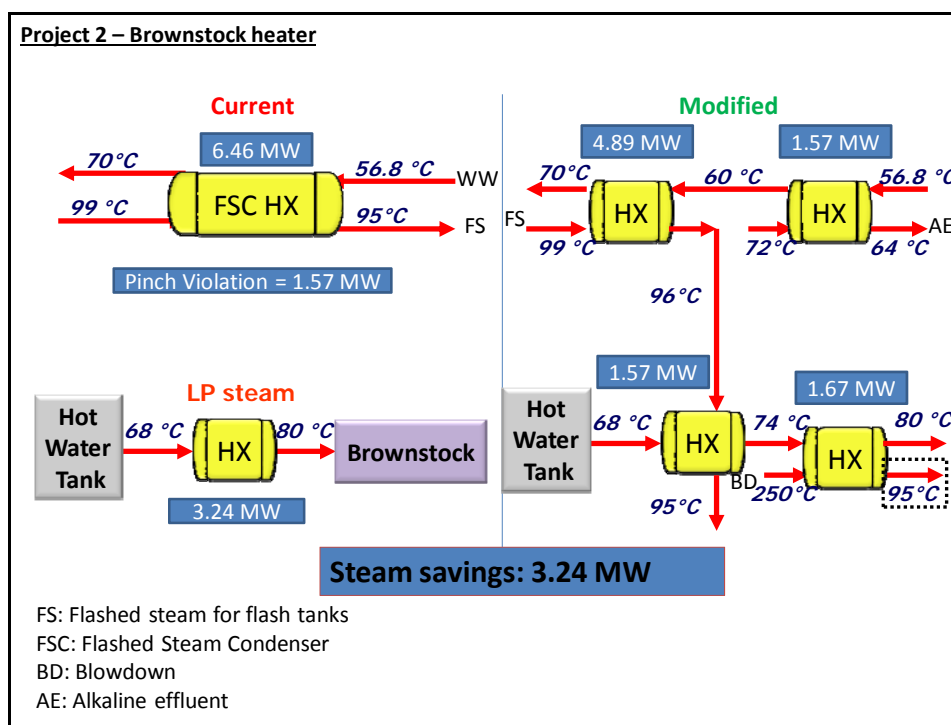 Project 2 – Brownstock heater
Current
6.46 MW
70°C
56.8 °C
WW
FSC HX
99 °C
95°C
FS
Pinch Violation = 1.57 MW
LP steam
Hot
Water
Tank
68 °C
HX
80 °C
Brownstock
3.24 MW
Modified
4.89 MW
1.57 MW
70°C
60 °C
56.8 °C
FS
HX
HX
AE
99 °C
72°C
64 °C
96°C
1.57 MW
1.67 MW
Hot
Water
Tank
68 °C
HX
74 °C
HX
80 °C
BD
250°C
95°C
95°C
Steam savings: 3.24 MW
FS: Flashed steam for flash tanks
FSC: Flashed Steam Condenser
BD: Blowdown
AE: Alkaline effluent